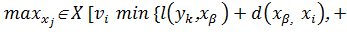 max_{x_j}∈X [v_i min {l(y_k,x_β) + d(x_β, x_i), +